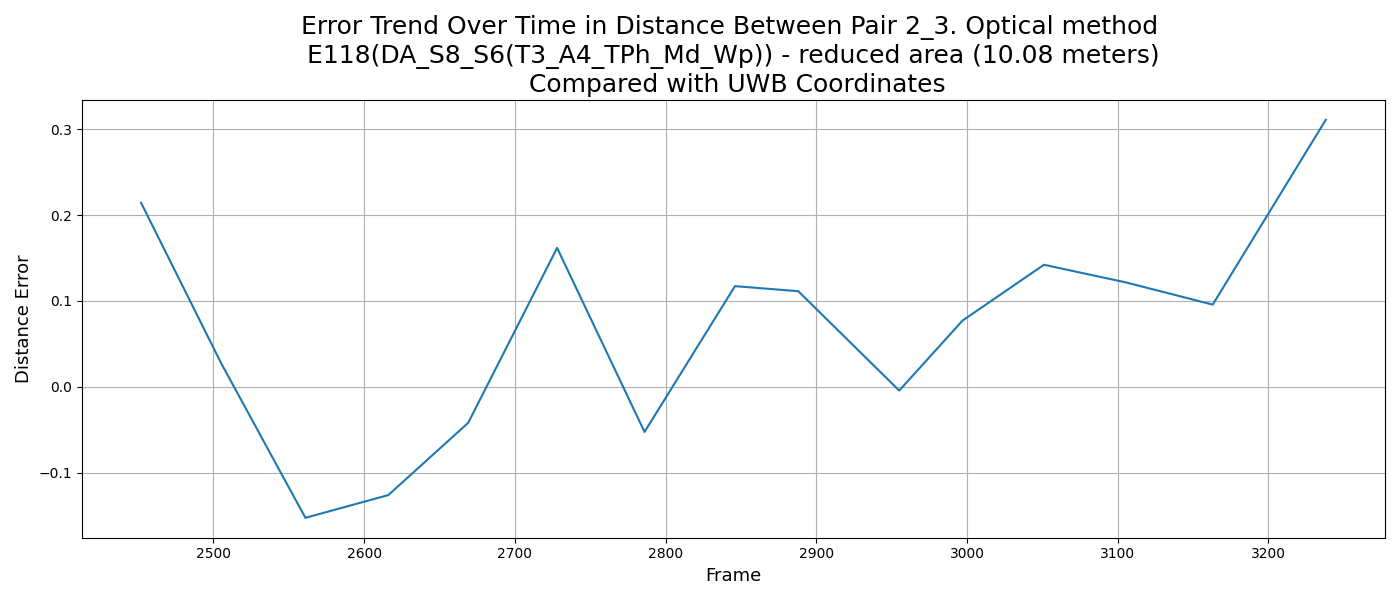 Error Trend Over Time in Distance Between Pair 2_3. Optical method
E118(DA_S8_S6(T3_A4_TPh_Md_Wp)) - reduced area (10.08 meters)
Compared with UWB Coordinates
0.3
0.2
0.1
0.0
−0.1
Distance Error
2500 2600 2700 2800 2900 3000 3100 3200
Frame